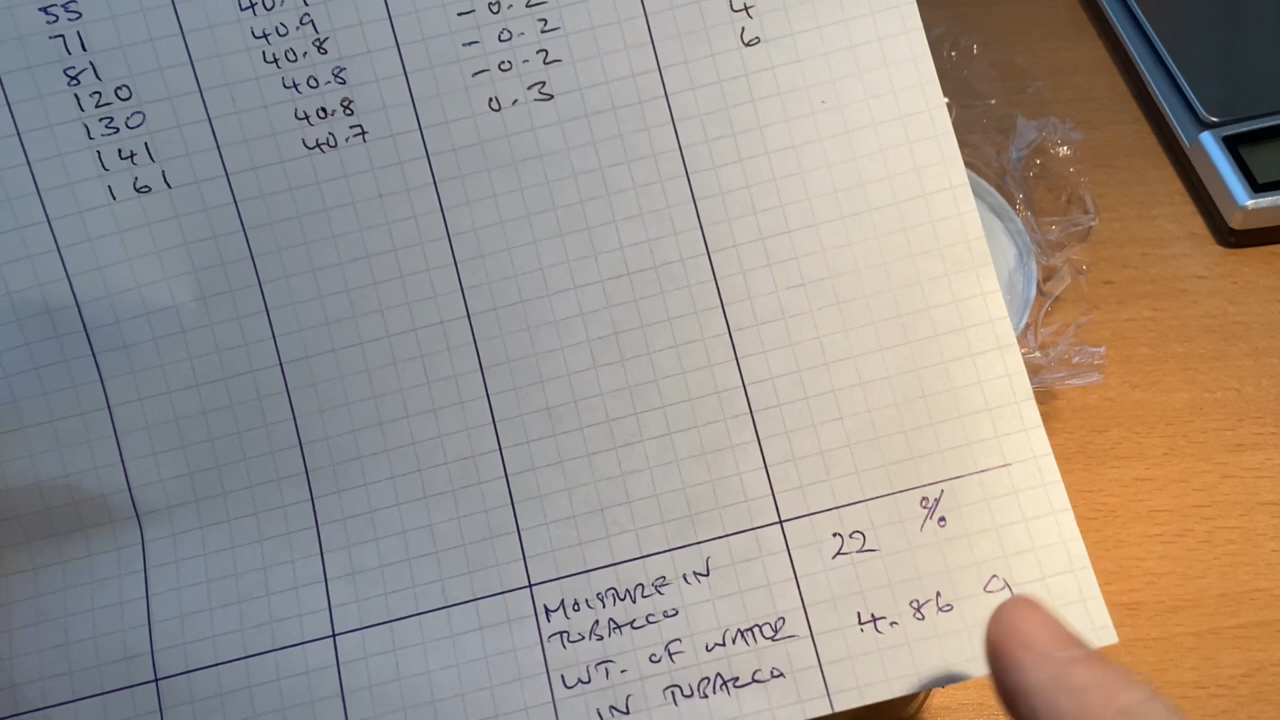 55 -0.2 4
71 40.9 -0.2 6
81 40.8 -0.2
120 40.8 0.3
130 40.8
141 40.7
161
22 %
MOISTURE IN
TOBACCO
4.86 g
WT. OF WATER
IN TOBACCO